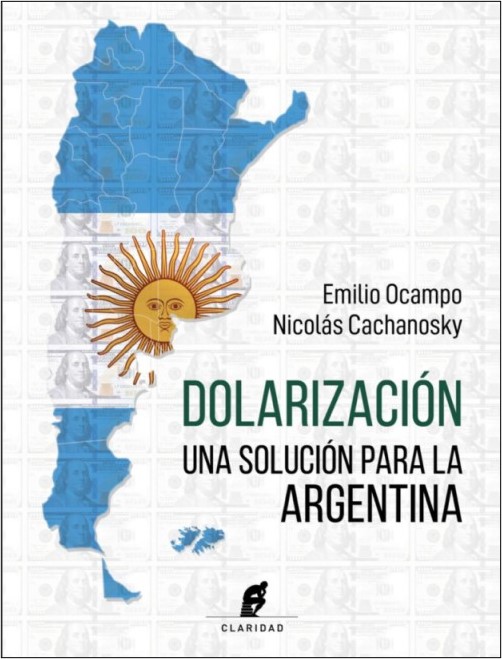 Emilio Ocampo
Nicolás Cachanosky
DOLARIZACIÓN
UNA SOLUCIÓN PARA LA
ARGENTINA
CLARIDAD